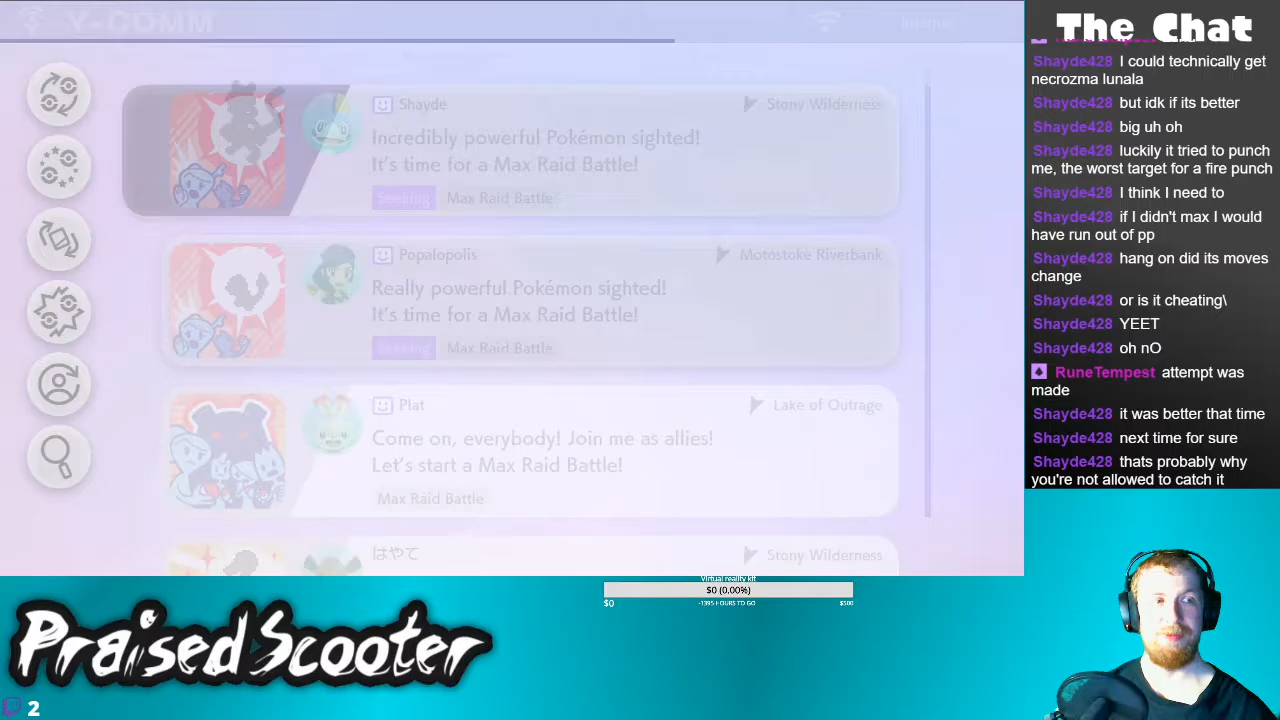 Y-COMM
Internet
Shayde
Stony Wilderness
Incredibly powerful Pokémon sighted!
It's time for a Max Raid Battle!
Seeking
Max Raid Battle
Popalopolis
Motostoke Riverbank
Really powerful Pokémon sighted!
It's time for a Max Raid Battle!
Max Raid Battle
Plat
Lake of Outrage
Come on, everybody! Join me as allies!
Let's start a Max Raid Battle!
Max Raid Battle
はやて
Stony Wilderness
The Chat
Shayde428 I could technically get
necrozma lunala
Shayde428 but idk if its better
Shayde428 big uh oh
Shayde428 luckily it tried to punch
me, the worst target for a fire punch
Shayde428 I think I need to
Shayde428 if I didn't max I would
have run out of pp
Shayde428 hang on did its moves
change
Shayde428 or is it cheating\
Shayde428 YEET
Shayde428 oh nO
RuneTempest attempt was
made
Shayde428 it was better that time
Shayde428 next time for sure
Shayde428 thats probably why
you're not allowed to catch it
Virtual reality kit
$0 (0.00%)
$0
-1395 HOURS TO GO
$500
Praised Scooter
2